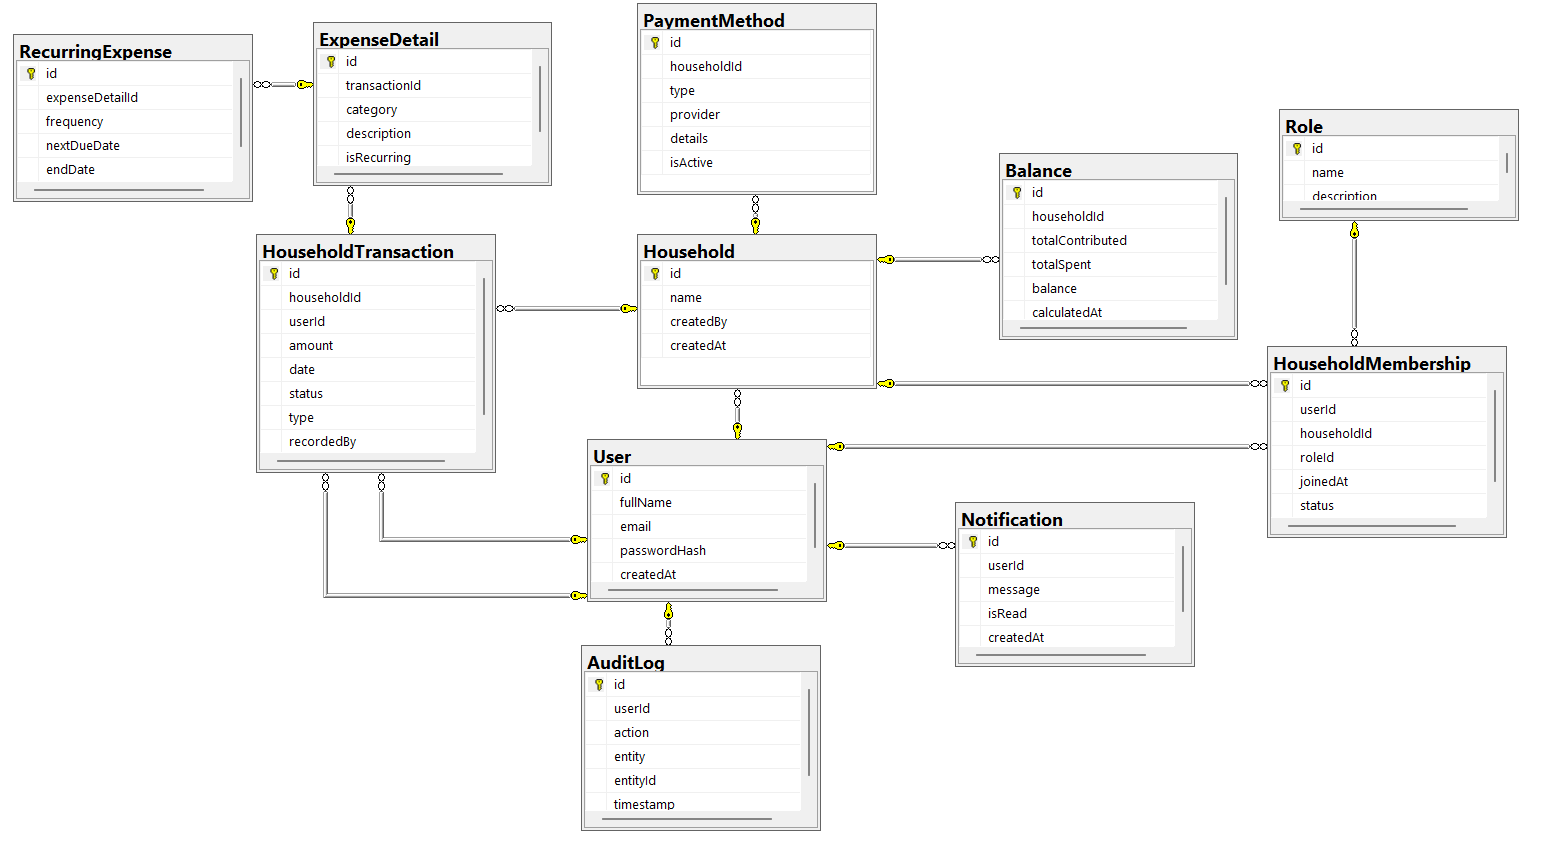 RecurringExpense
id
expenseDetailId
frequency
nextDueDate
endDate
ExpenseDetail
id
transactionId
category
description
isRecurring
PaymentMethod
id
householdId
type
provider
details
isActive
Role
id
name
description
Balance
id
householdId
totalContributed
totalSpent
balance
calculatedAt
HouseholdTransaction
id
householdId
userId
amount
date
status
type
recordedBy
Household
id
name
createdBy
createdAt
HouseholdMembership
id
userId
householdId
roleId
joinedAt
status
User
id
fullName
email
passwordHash
createdAt
Notification
id
userId
message
isRead
createdAt
AuditLog
id
userId
action
entity
entityId
timestamp